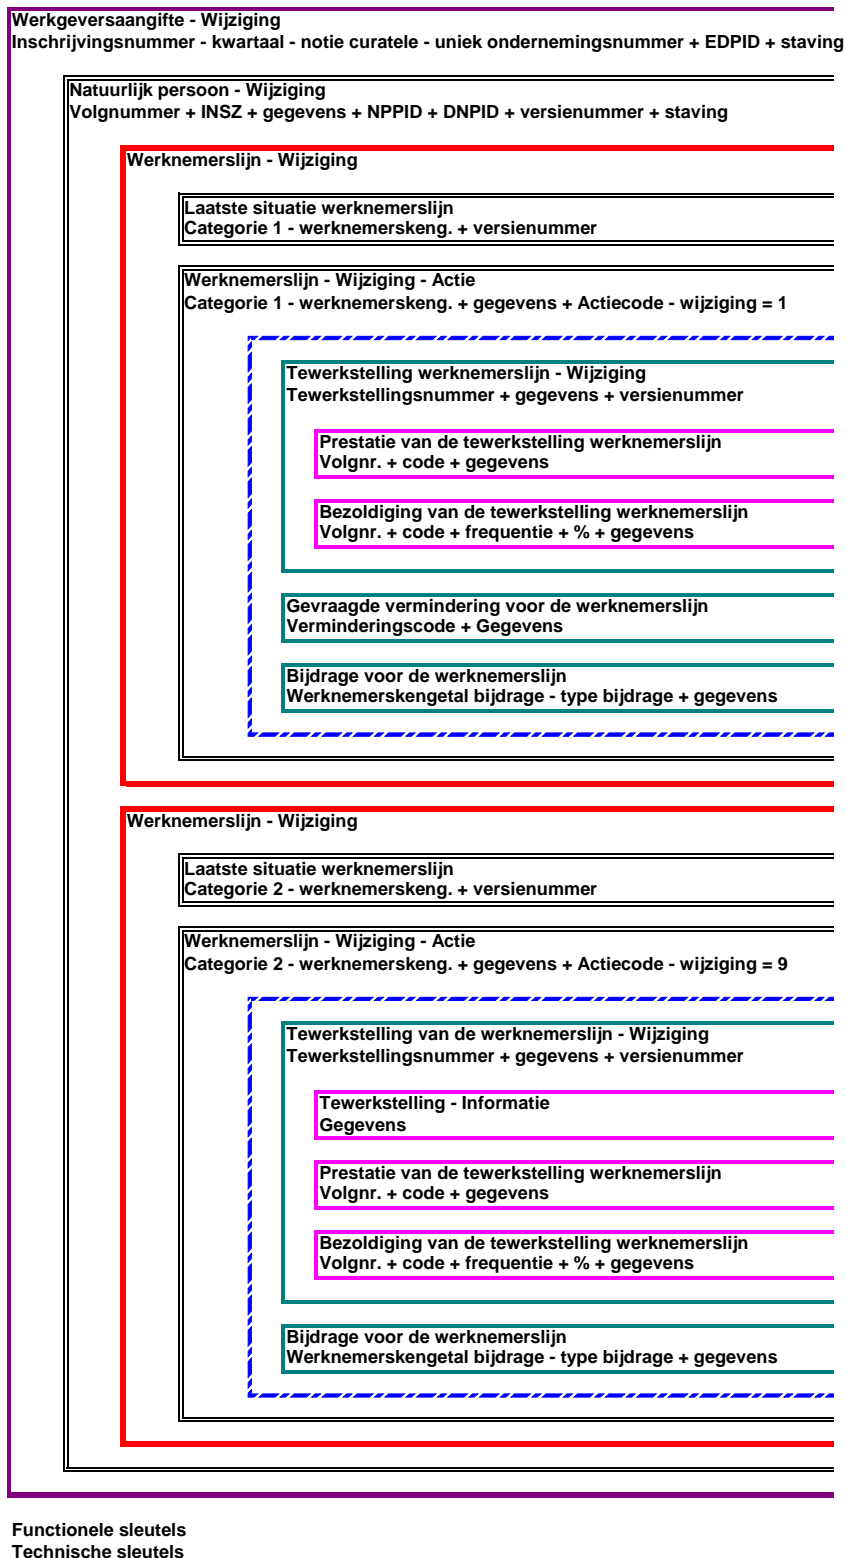 Werkgeversaangifte - Wijziging
Inschrijvingsnummer - kwartaal - notie curatele - uniek ondernemingsnummer + EDPID + staving
Natuurlijk persoon - Wijziging
Volgnummer + INSZ + gegevens + NPPID + DNPID + versienummer + staving
Werknemerslijn - Wijziging
Laatste situatie werknemerslijn
Categorie 1 - werknemerskeng. + versienummer
Werknemerslijn - Wijziging - Actie
Categorie 1 - werknemerskeng. + gegevens + Actiecode - wijziging = 1
Tewerkstelling werknemerslijn - Wijziging
Tewerkstellingsnummer + gegevens + versienummer
Prestatie van de tewerkstelling werknemerslijn
Volgnr. + code + gegevens
Bezoldiging van de tewerkstelling werknemerslijn
Volgnr. + code + frequentie + % + gegevens
Gevraagde vermindering voor de werknemerslijn
Verminderingscode + Gegevens
Bijdrage voor de werknemerslijn
Werknemerskengetal bijdrage - type bijdrage + gegevens
Werknemerslijn - Wijziging
Laatste situatie werknemerslijn
Categorie 2 - werknemerskeng. + versienummer
Werknemerslijn - Wijziging - Actie
Categorie 2 - werknemerskeng. + gegevens + Actiecode - wijziging = 9
Tewerkstelling van de werknemerslijn - Wijziging
Tewerkstellingsnummer + gegevens + versienummer
Tewerkstelling - Informatie
Gegevens
Prestatie van de tewerkstelling werknemerslijn
Volgnr. + code + gegevens
Bezoldiging van de tewerkstelling werknemerslijn
Volgnr. + code + frequentie + % + gegevens
Bijdrage voor de werknemerslijn
Werknemerskengetal bijdrage - type bijdrage + gegevens
Functionele sleutels
Technische sleutels